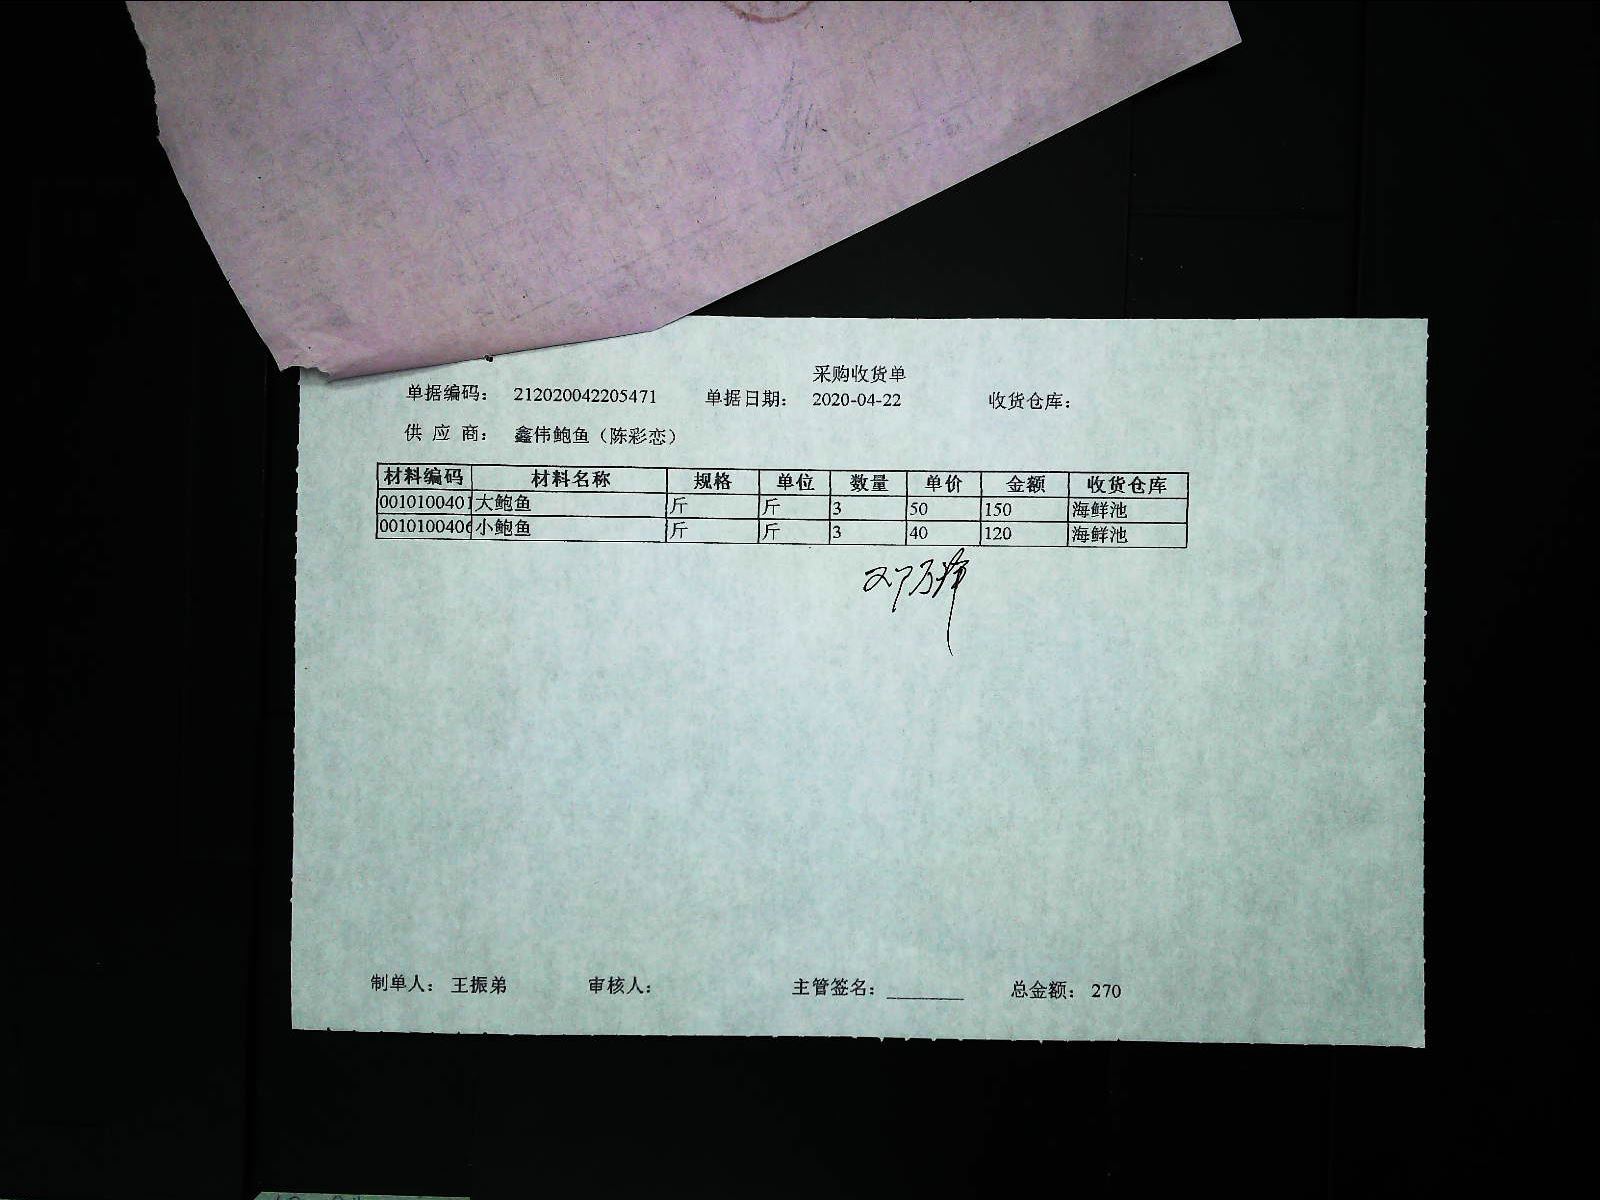 采购收货单
单据编码： 212020042205471 单据日期： 2020-04-22 收货仓库：
供 应 商： 鑫伟鲍鱼（陈彩恋）
材料编码 材料名称 规格 单位 数量 单价 金额 收货仓库
0010100401 大鲍鱼 斤 斤 3 50 150 海鲜池
0010100406 小鲍鱼 斤 斤 3 40 120 海鲜池
制单人： 王振弟 审核人： 主管签名： 总金额： 270